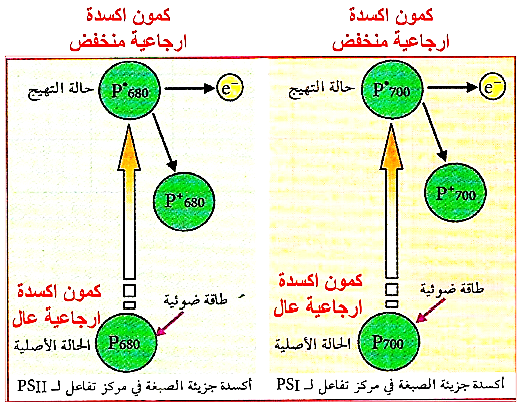 كمون اكسدة
ارجاعية منخفض
كمون اكسدة
ارجاعية منخفض
حالة التهيج
P*680
e−
P+680
كمون اكسدة
ارجاعية عال
طاقة ضوئية
P680
الحالة الأصلية
أكسدة جزيئة الصبغة في مركز تفاعل لـ PSII
حالة التهيج
P*700
e−
P+700
كمون اكسدة
ارجاعية عال
طاقة ضوئية
P700
الحالة الأصلية
أكسدة جزيئة الصبغة في مركز تفاعل لـ PSI